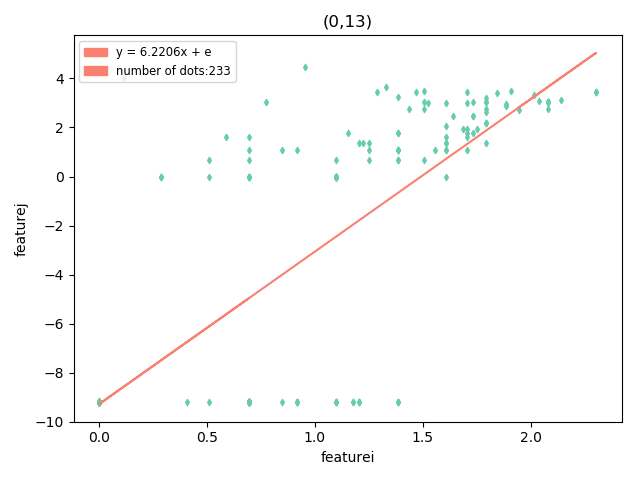 (0,13)
y = 6.2206x + e
number of dots:233
4
2
0
−2
−4
−6
−8
−10
featurej
0.0 0.5 1.0 1.5 2.0
featurei